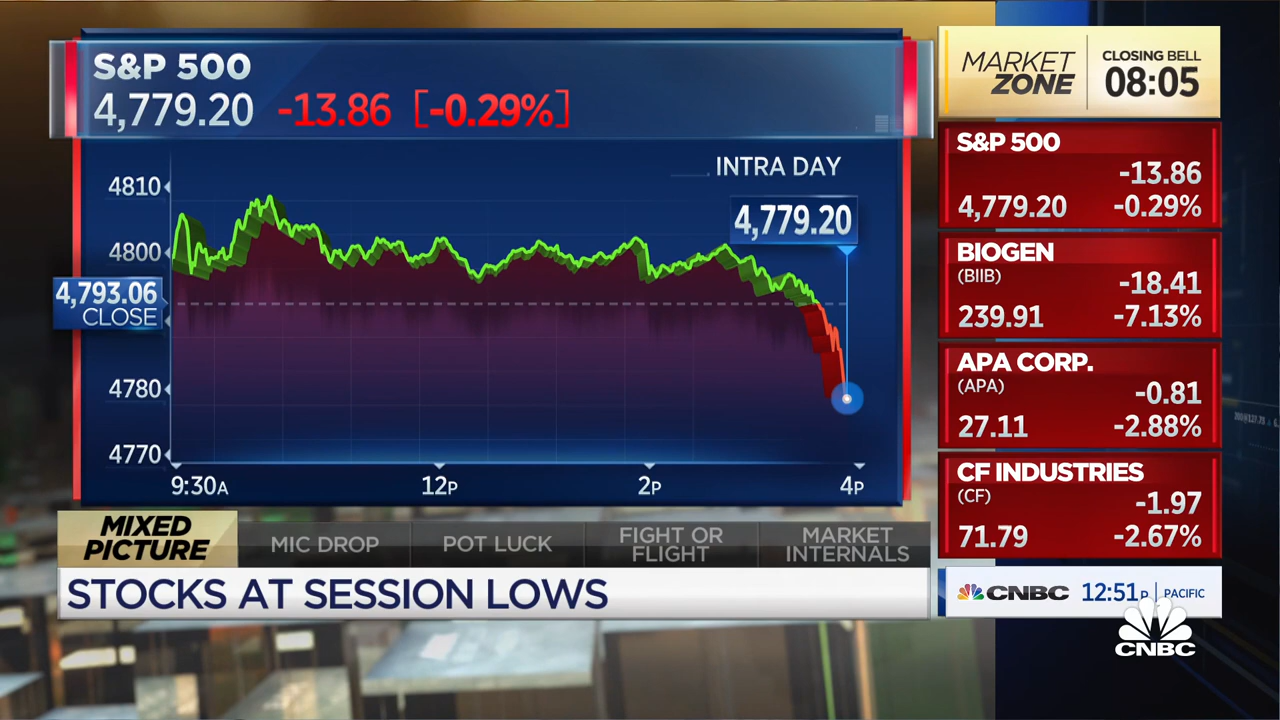 S&P 500
4,779.20 -13.86 [-0.29%]
INTRA DAY
4,779.20
4810
4800
4,793.06
CLOSE
4780
4770
9:30A 12P 2P 4P
MIXED PICTURE
MIC DROP
POT LUCK
FIGHT OR FLIGHT
MARKET INTERNALS
STOCKS AT SESSION LOWS
MARKET ZONE
CLOSING BELL
08:05
S&P 500
-13.86
4,779.20 -0.29%
BIOGEN
(BIIB)
-18.41
239.91 -7.13%
APA CORP.
(APA)
-0.81
27.11 -2.88%
CF INDUSTRIES
(CF)
-1.97
71.79 -2.67%
CNBC 12:51P PACIFIC
CNBC